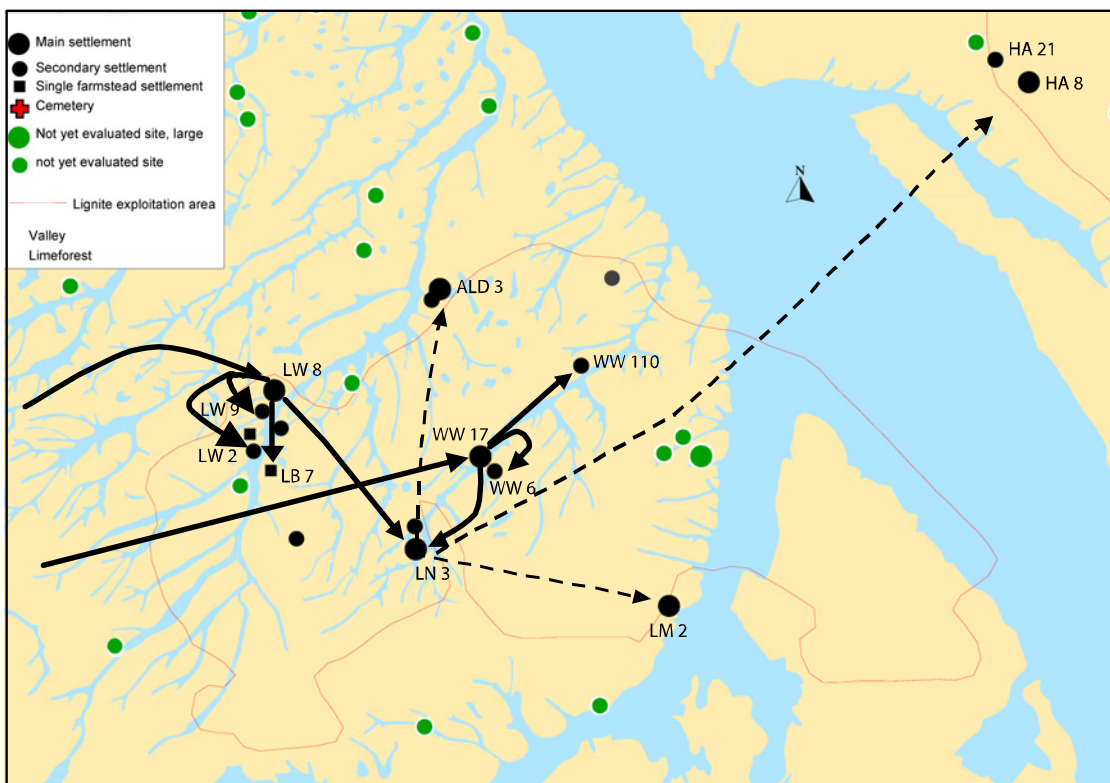 Main settlement
Secondary settlement
Single farmstead settlement
Cemetery
Not yet evaluated site, large
not yet evaluated site
Lignite exploitation area
Valley
Limeforest
HA 21
HA 8
N
ALD 3
WW 110
LW 8
LW 9
WW 17
LW 2
LB 7
WW 6
LN 3
LM 2